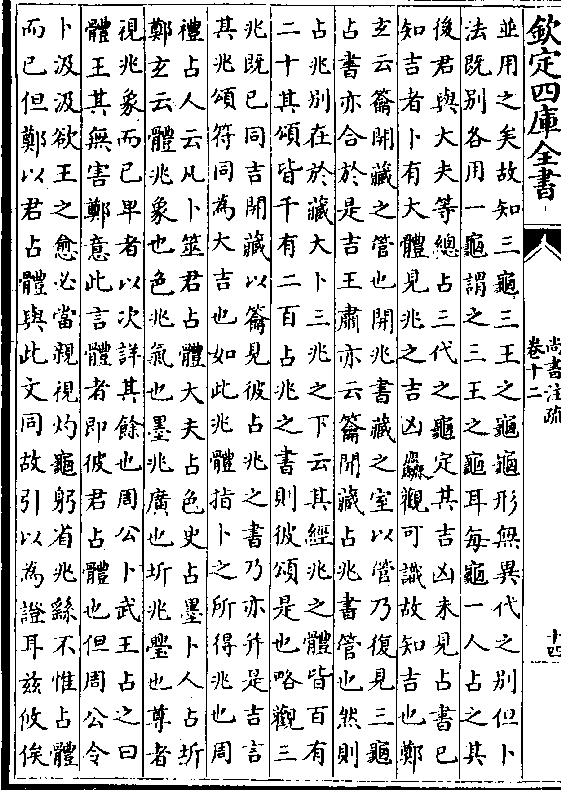 欽定四庫全書
尚書注疏
卷十二
十四
並用之矣故知三龜三王之龜龜形無異代之別但卜
法既別各用一龜謂之三王之龜耳每龜一人占之其
後君與大夫等總占三代之龜定其吉凶未見占書已
知吉者卜有大體見兆之吉凶麤觀可識故知吉也鄭
玄云籥開藏之管也開兆書藏之室以管乃復見三龜
占書亦合於是吉王肅亦云籥開藏占兆書管也然則
占兆別在於藏大卜三兆之下云其經兆之體皆百有
二十其頌皆千有二百占兆之書則彼頌是也略觀三
兆既已同吉開藏以籥見彼占兆之書乃亦并是吉言
其兆頌符同為大吉也如此兆體指卜之所得兆也周
禮占人云凡卜筮君占體大夫占色史占墨卜人占坼
鄭玄云體兆象也色兆氣也墨兆廣也坼兆舋也尊者
視兆象而已卑者以次詳其餘也周公卜武王占之曰
體王其無害鄭意此言體者即彼君占體也但周公令
卜汲汲欲王之愈必當親視灼龜躬省兆繇不惟占體
而已但鄭以君占體與此文同故引以為證耳兹攸俟